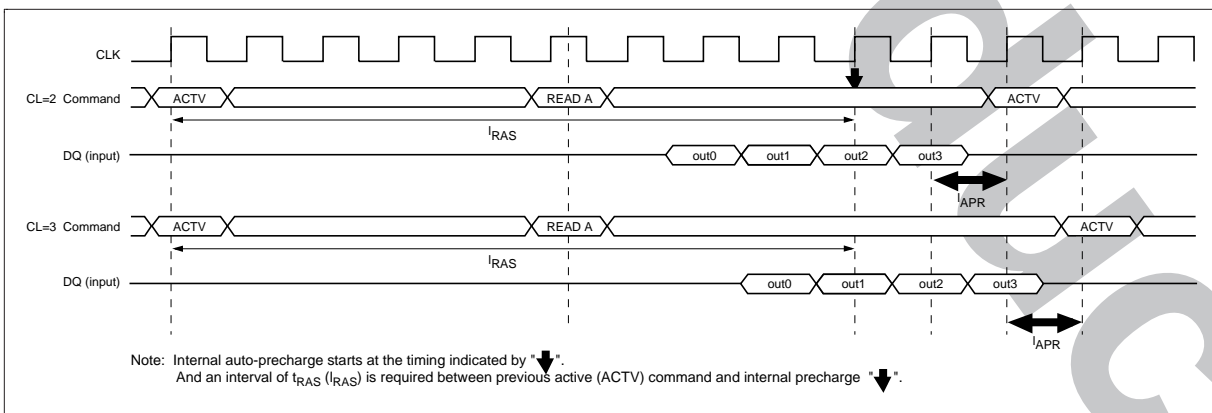 CLK
CL=2 Command
ACTV
READ A
ACTV
lRAS
DQ (input)
out0
out1
out2
out3
lAPR
CL=3 Command
ACTV
READ A
ACTV
lRAS
DQ (input)
out0
out1
out2
out3
lAPR
Note: Internal auto-precharge starts at the timing indicated by " ".
And an interval of tRAS (lRAS) is required between previous active (ACTV) command and internal precharge " ".
duc